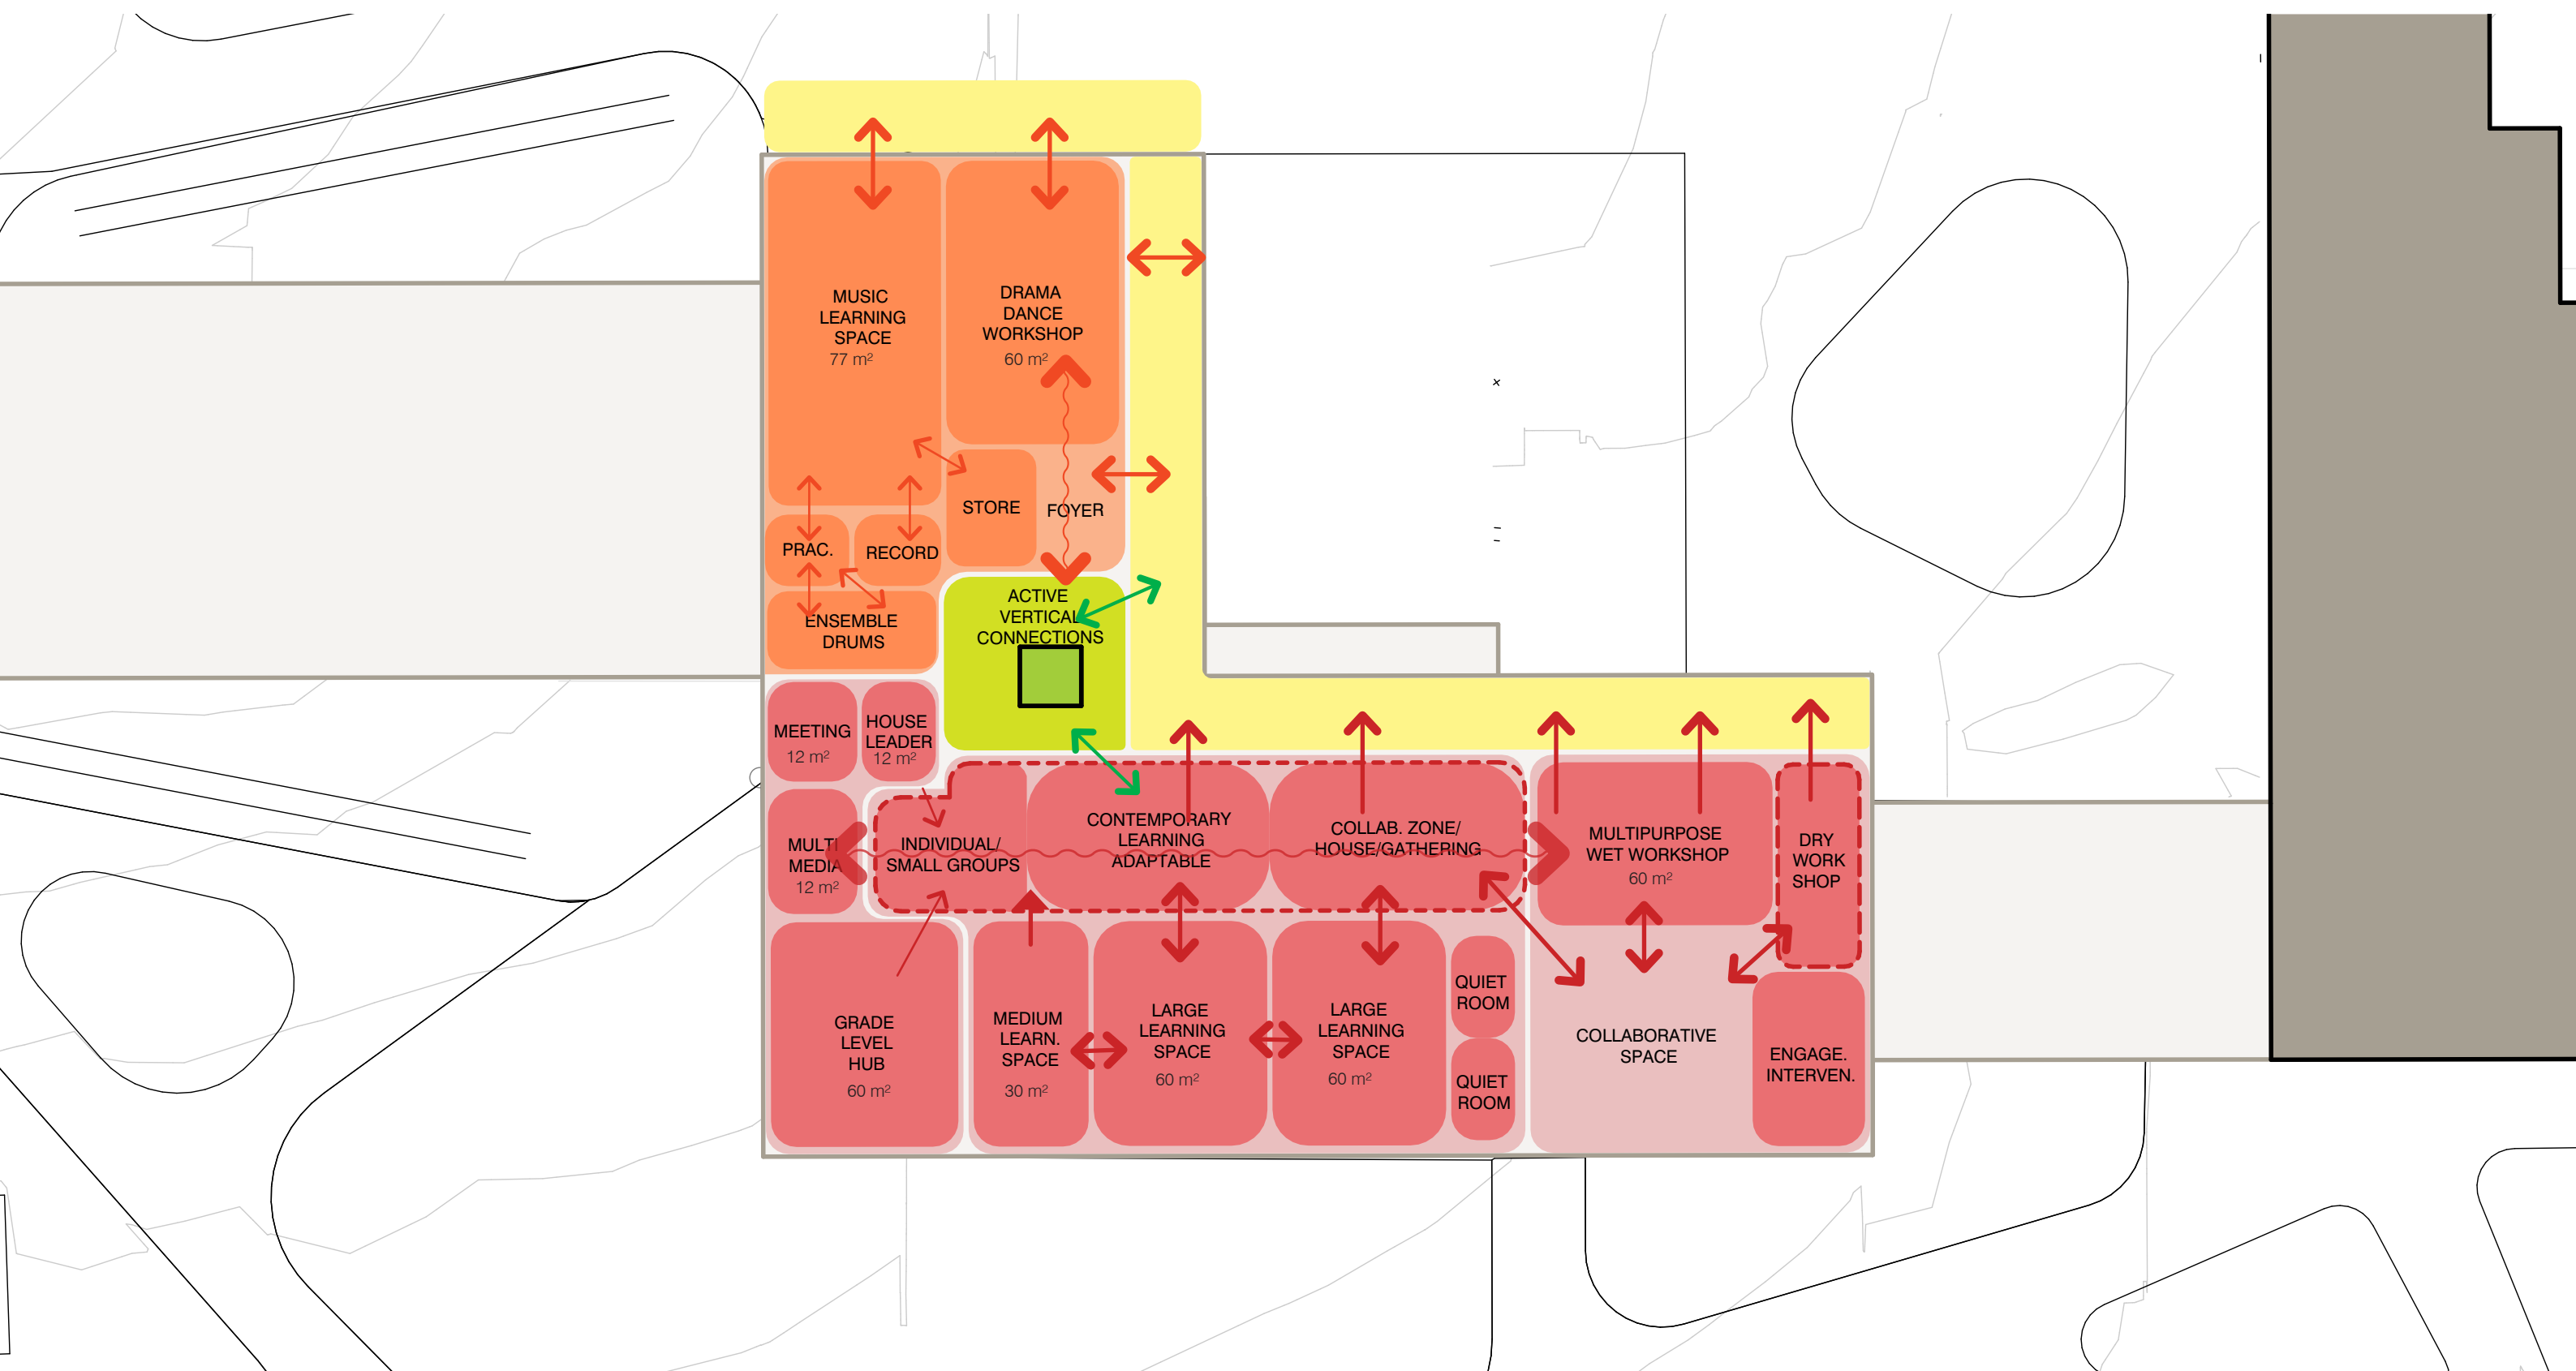 MUSIC
LEARNING
SPACE
77 m²
DRAMA
DANCE
WORKSHOP
60 m²
STORE
FOYER
PRAC.
RECORD
ENSEMBLE
DRUMS
ACTIVE
VERTICAL
CONNECTIONS
MEETING
12 m²
HOUSE
LEADER
12 m²
MULTI
MEDIA
12 m²
INDIVIDUAL/
SMALL GROUPS
CONTEMPORARY
LEARNING
ADAPTABLE
COLLAB. ZONE/
HOUSE/GATHERING
MULTIPURPOSE
WET WORKSHOP
60 m²
DRY
WORK
SHOP
GRADE
LEVEL
HUB
60 m²
MEDIUM
LEARN.
SPACE
30 m²
LARGE
LEARNING
SPACE
60 m²
LARGE
LEARNING
SPACE
60 m²
QUIET
ROOM
QUIET
ROOM
COLLABORATIVE
SPACE
ENGAGE.
INTERVEN.